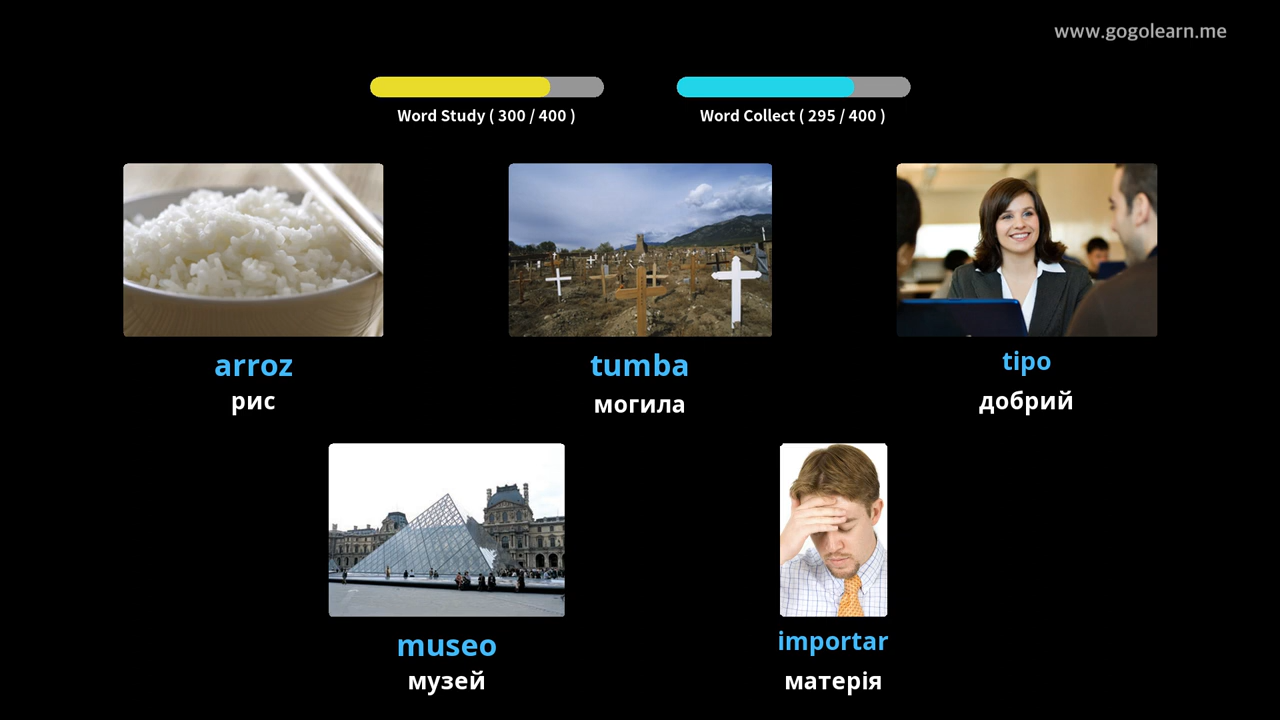 www.gogolearn.me
Word Study ( 300 / 400 )
Word Collect ( 295 / 400 )
arroz
рис
tumba
могила
tipo
добрий
museo
музей
importar
матерія